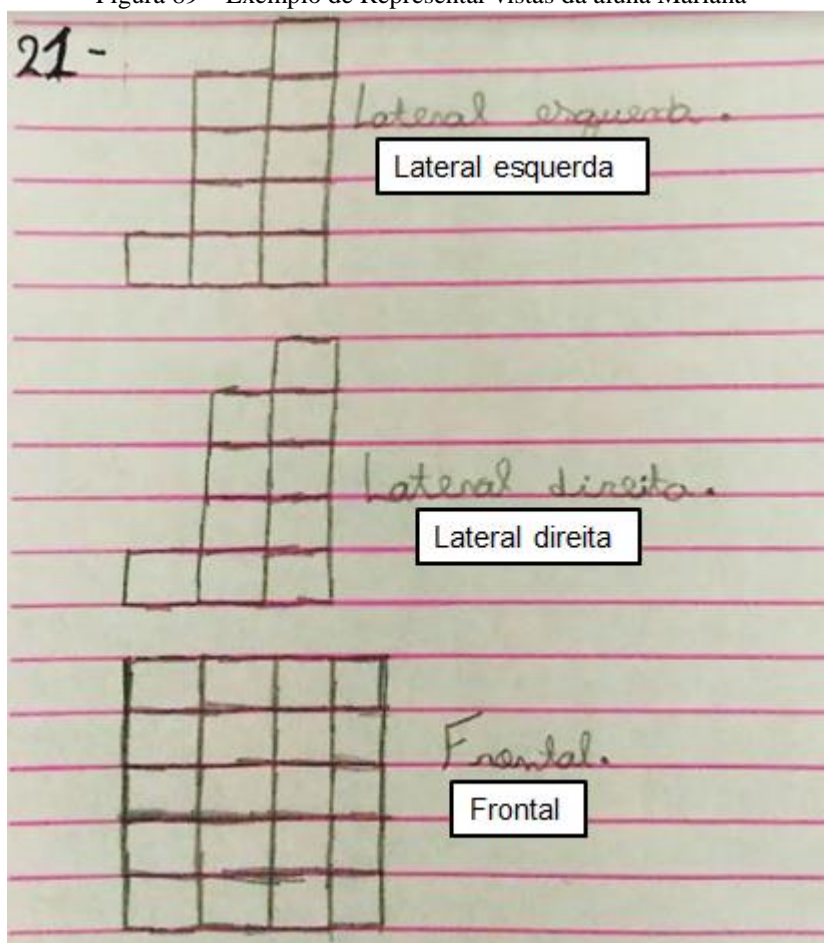 Figura 89 – Exemplo de Representar vistas da aluna Mariana
21-
Lateral esquerda.
Lateral esquerda
Lateral direita.
Lateral direita
Frontal.
Frontal